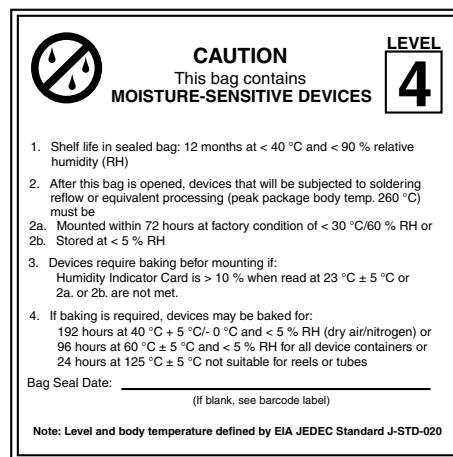 LEVEL
4
CAUTION
This bag contains
MOISTURE-SENSITIVE DEVICES
1. Shelf life in sealed bag: 12 months at < 40 °C and < 90 % relative
humidity (RH)
2. After this bag is opened, devices that will be subjected to soldering
reflow or equivalent processing (peak package body temp. 260 °C)
must be
2a. Mounted within 72 hours at factory condition of < 30 °C/60 % RH or
2b. Stored at < 5 % RH
3. Devices require baking befor mounting if:
Humidity Indicator Card is > 10 % when read at 23 °C ± 5 °C or
2a. or 2b. are not met.
4. If baking is required, devices may be baked for:
192 hours at 40 °C + 5 °C/- 0 °C and < 5 % RH (dry air/nitrogen) or
96 hours at 60 °C ± 5 °C and < 5 % RH for all device containers or
24 hours at 125 °C ± 5 °C not suitable for reels or tubes
Bag Seal Date:
(If blank, see barcode label)
Note: Level and body temperature defined by EIA JEDEC Standard J-STD-020